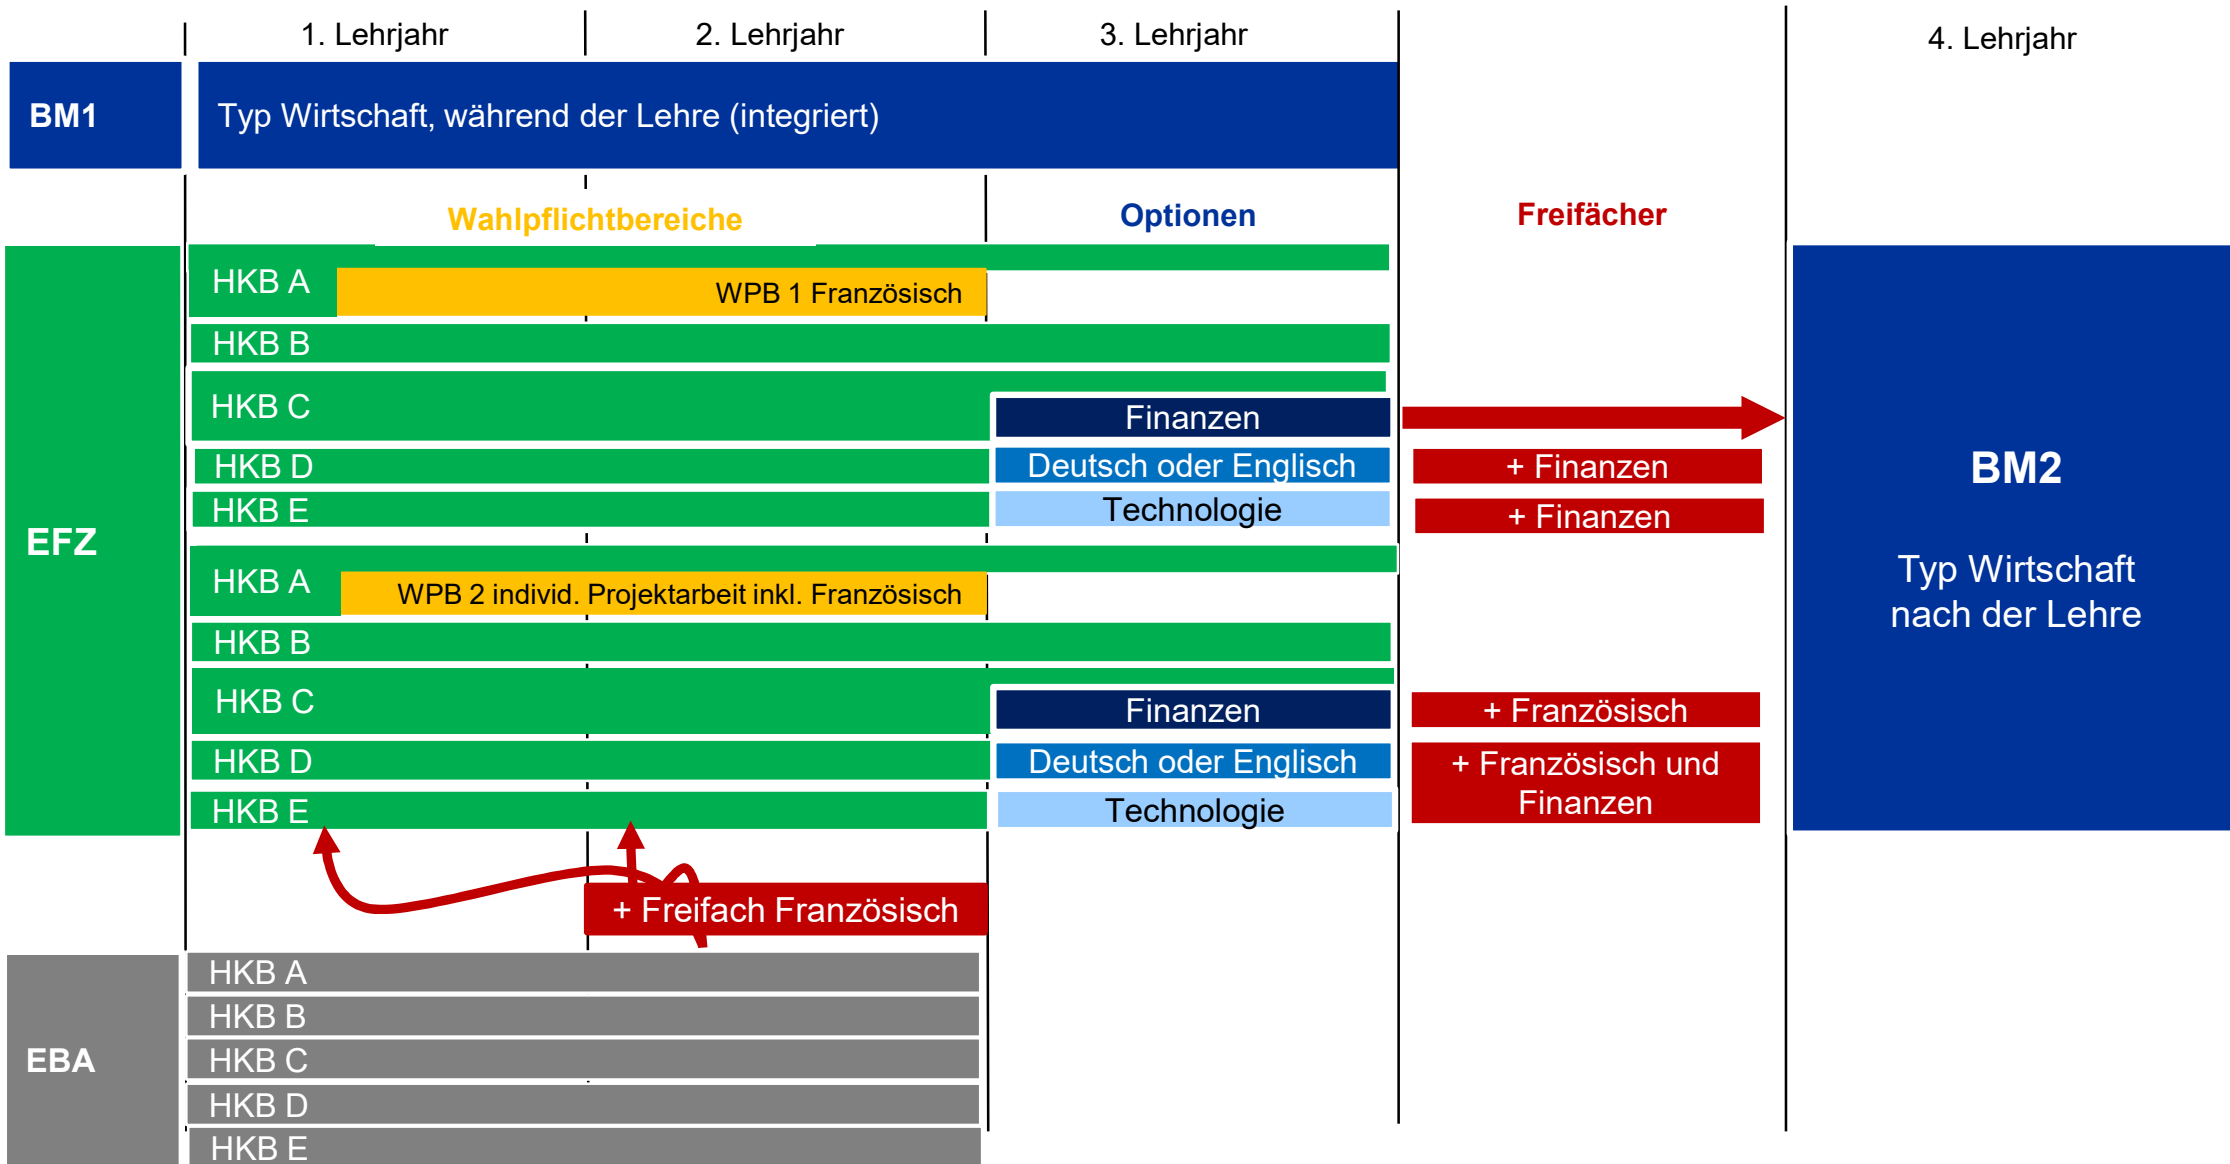 1. Lehrjahr
2. Lehrjahr
3. Lehrjahr
4. Lehrjahr
BM1
Typ Wirtschaft, während der Lehre (integriert)
Wahlpflichtbereiche
Optionen
Freifächer
EFZ
HKB A
WPB 1 Französisch
HKB B
HKB C
Finanzen
HKB D
Deutsch oder Englisch
+ Finanzen
HKB E
Technologie
+ Finanzen
HKB A
WPB 2 individ. Projektarbeit inkl. Französisch
HKB B
HKB C
Finanzen
+ Französisch
HKB D
Deutsch oder Englisch
+ Französisch und
Finanzen
HKB E
Technologie
BM2
Typ Wirtschaft
nach der Lehre
+ Freifach Französisch
EBA
HKB A
HKB B
HKB C
HKB D
HKB E